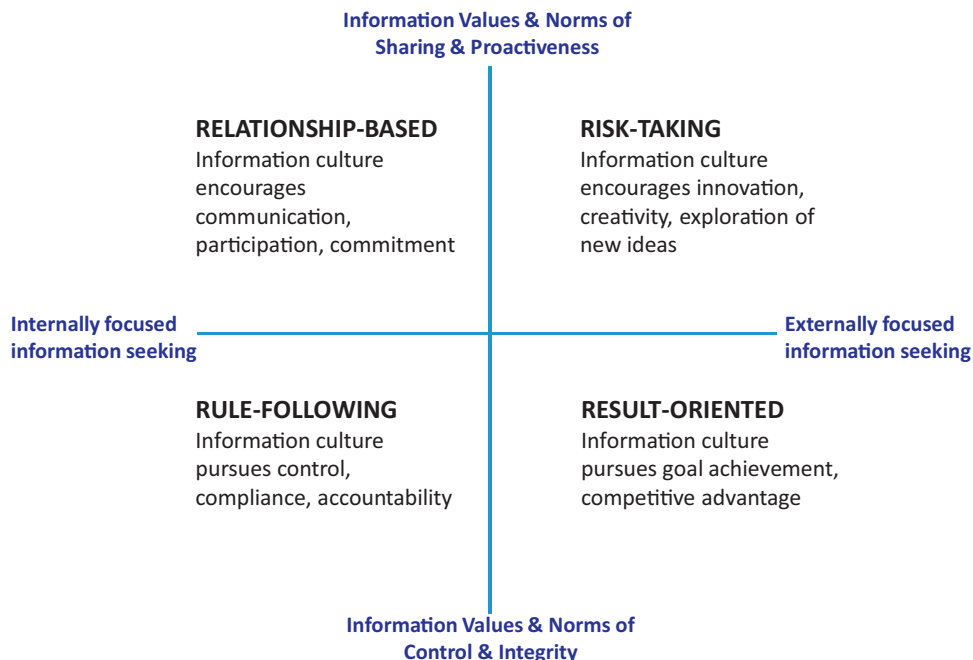 Information Values & Norms of
Sharing & Proactiveness
RELATIONSHIP-BASED
Information culture
encourages
communication,
participation, commitment
RISK-TAKING
Information culture
encourages innovation,
creativity, exploration of
new ideas
Internally focused
information seeking
Externally focused
information seeking
RULE-FOLLOWING
Information culture
pursues control,
compliance, accountability
RESULT-ORIENTED
Information culture
pursues goal achievement,
competitive advantage
Information Values & Norms of
Control & Integrity